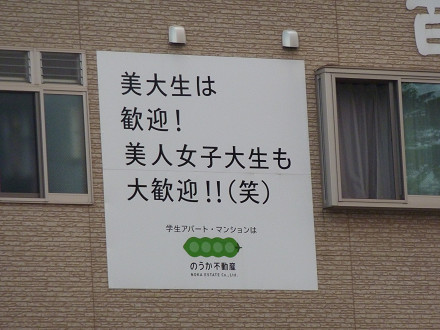 美大生は
歓迎!
美人女子大生も
大歓迎!!(笑)
学生アパート・マンションは
のうか不動産
NOKA ESTATE Co.,Ltd